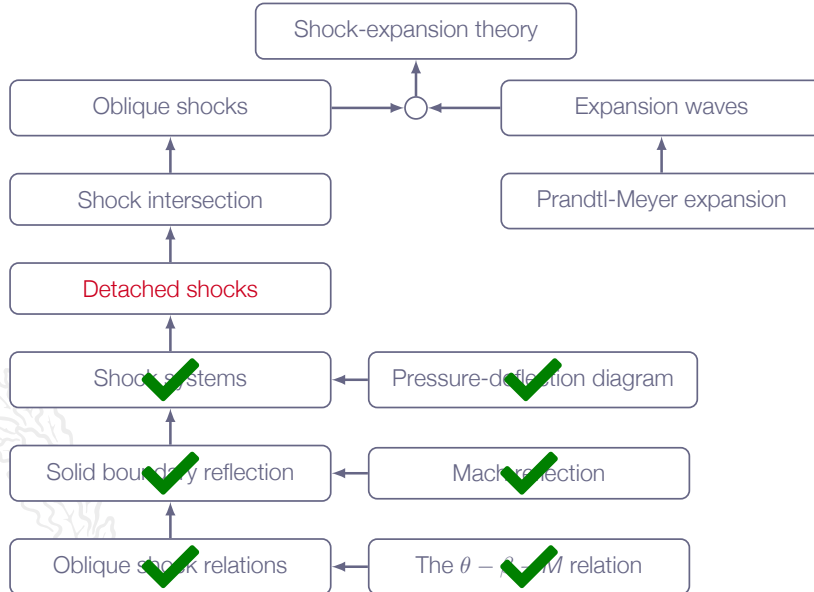 Shock-expansion theory
Oblique shocks
Expansion waves
Shock intersection
Prandtl-Meyer expansion
Detached shocks
Shock systems
Pressure-deflection diagram
Solid boundary reflection
Mach reflection
Oblique shock relations
The θ − β − M relation